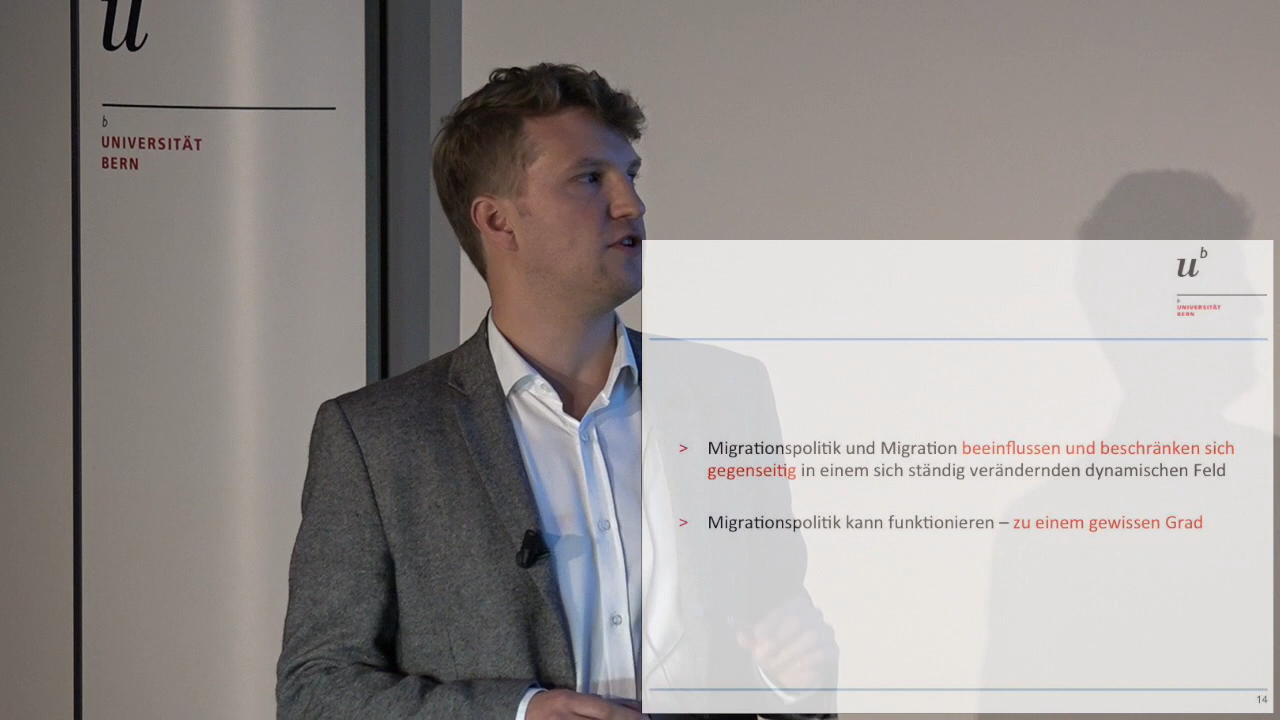 u
b
UNIVERSITÄT
BERN
u b
b
UNIVERSITÄT
BERN
> Migrationspolitik und Migration beeinflussen und beschränken sich
gegenseitig in einem sich ständig verändernden dynamischen Feld
> Migrationspolitik kann funktionieren – zu einem gewissen Grad
14